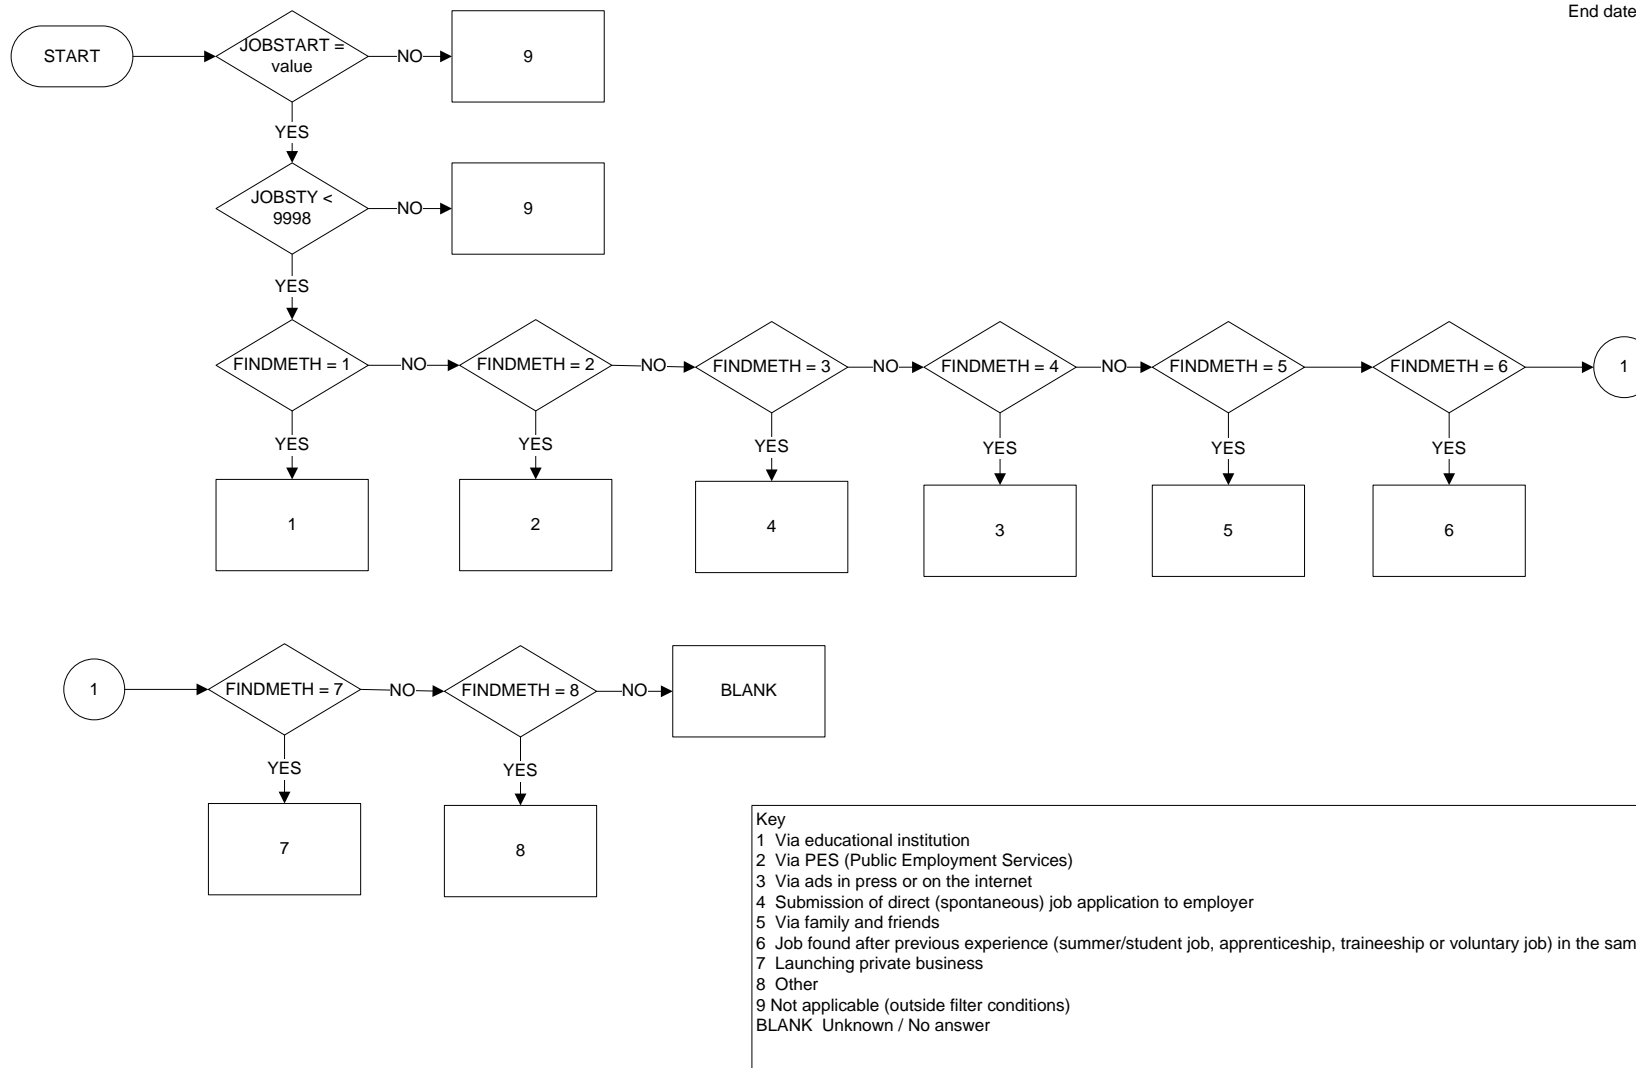 End date
START
JOBSTART =
value
NO
9
YES
JOBSTY <
9998
NO
9
YES
FINDMETH = 1
NO
FINDMETH = 2
NO
FINDMETH = 3
NO
FINDMETH = 4
NO
FINDMETH = 5
FINDMETH = 6
1
YES
YES
YES
YES
YES
YES
1
2
4
3
5
6
1
FINDMETH = 7
NO
FINDMETH = 8
NO
BLANK
YES
YES
7
8
Key
1 Via educational institution
2 Via PES (Public Employment Services)
3 Via ads in press or on the internet
4 Submission of direct (spontaneous) job application to employer
5 Via family and friends
6 Job found after previous experience (summer/student job, apprenticeship, traineeship or voluntary job) in the sam
7 Launching private business
8 Other
9 Not applicable (outside filter conditions)
BLANK Unknown / No answer